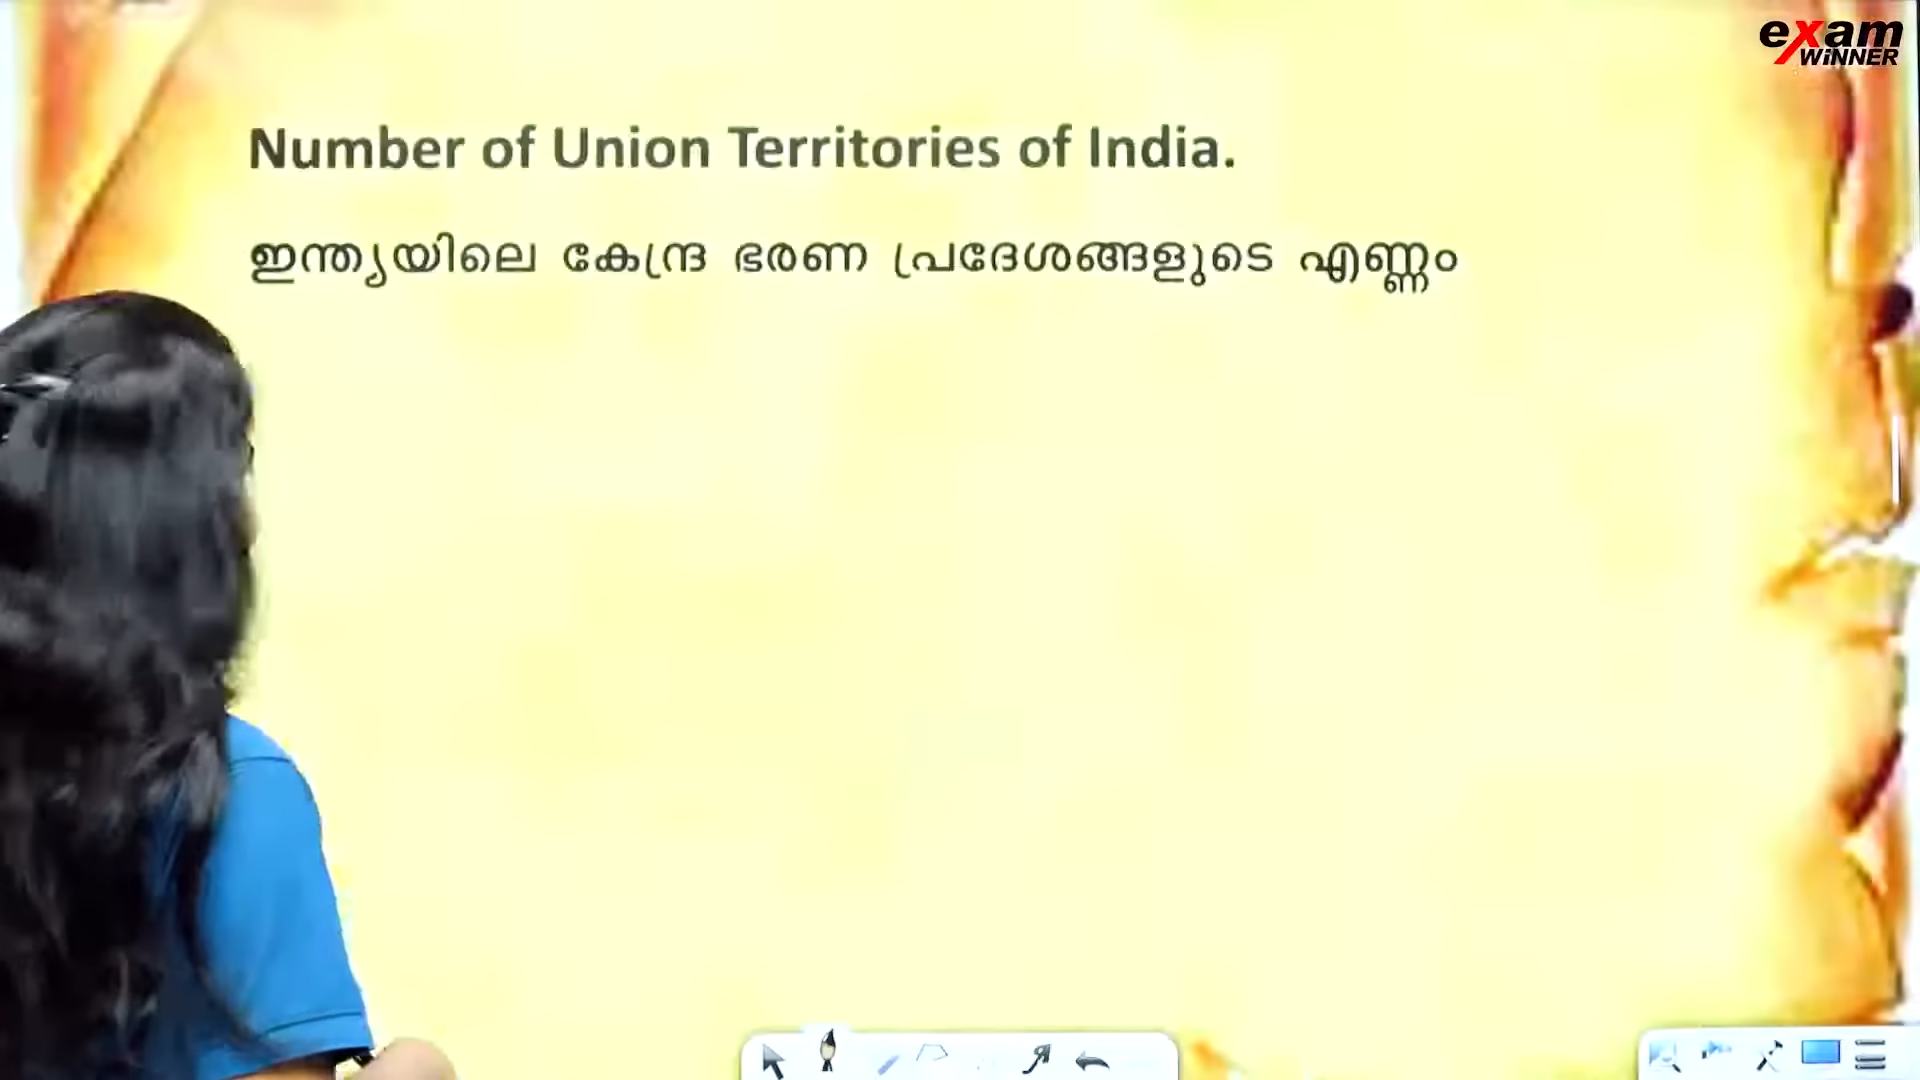 exam
WiNNER
Number of Union Territories of India.
ഇന്ത്യയിലെ കേന്ദ്ര ഭരണ പ്രദേശങ്ങളുടെ എണ്ണം